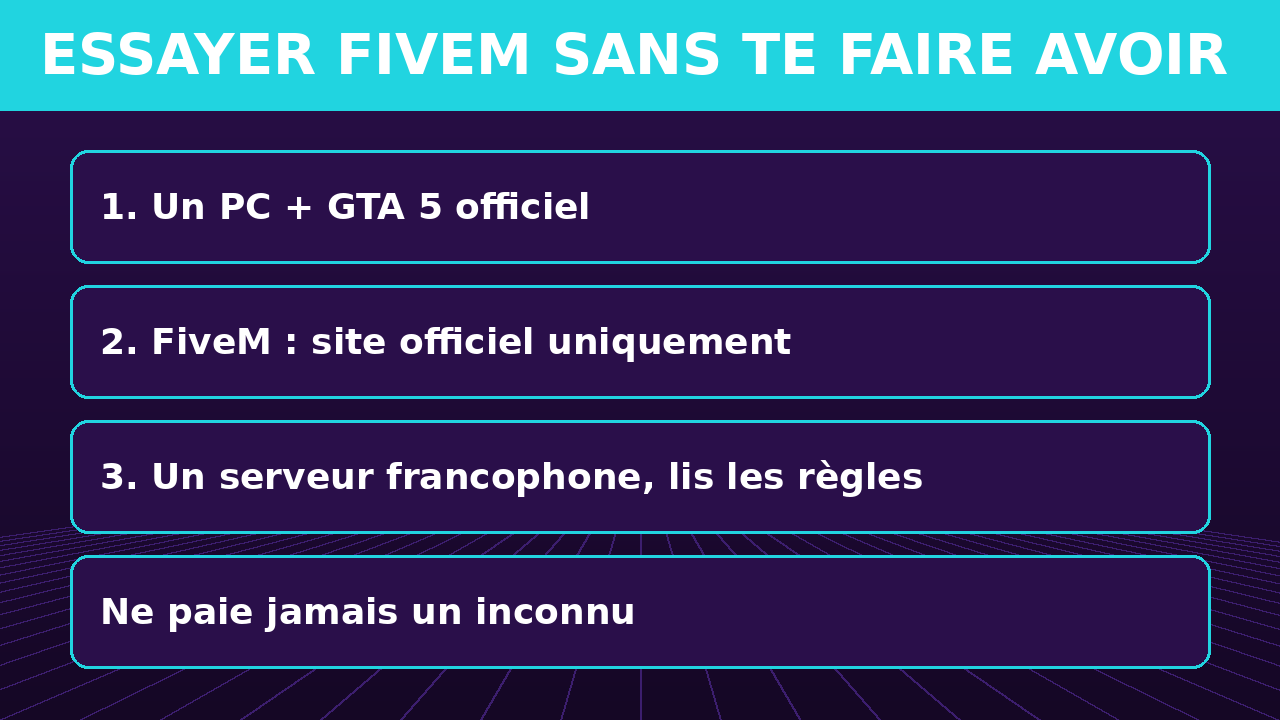 ESSAYER FIVEM SANS TE FAIRE AVOIR
1. Un PC + GTA 5 officiel
2. FiveM : site officiel uniquement
3. Un serveur francophone, lis les règles
Ne paie jamais un inconnu